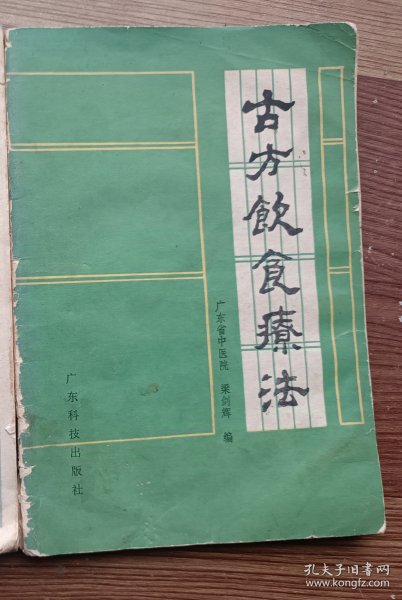 古方飲食療法
广东省中医院 梁剑辉 编
广东科技出版社
孔夫子旧书网
www.kongfz.com